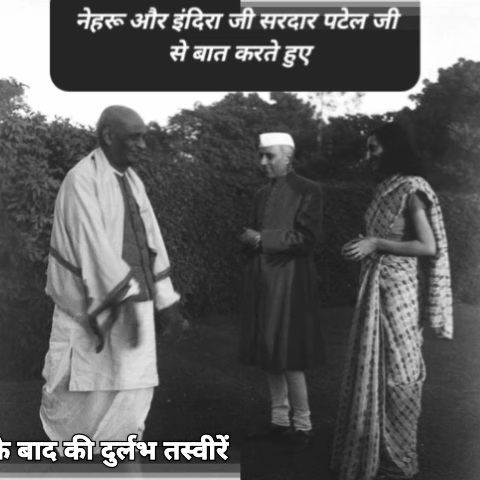 नेहरू और इंदिरा जी सरदार पटेल जी
से बात करते हुए
के बाद की दुर्लभ तस्वीरें